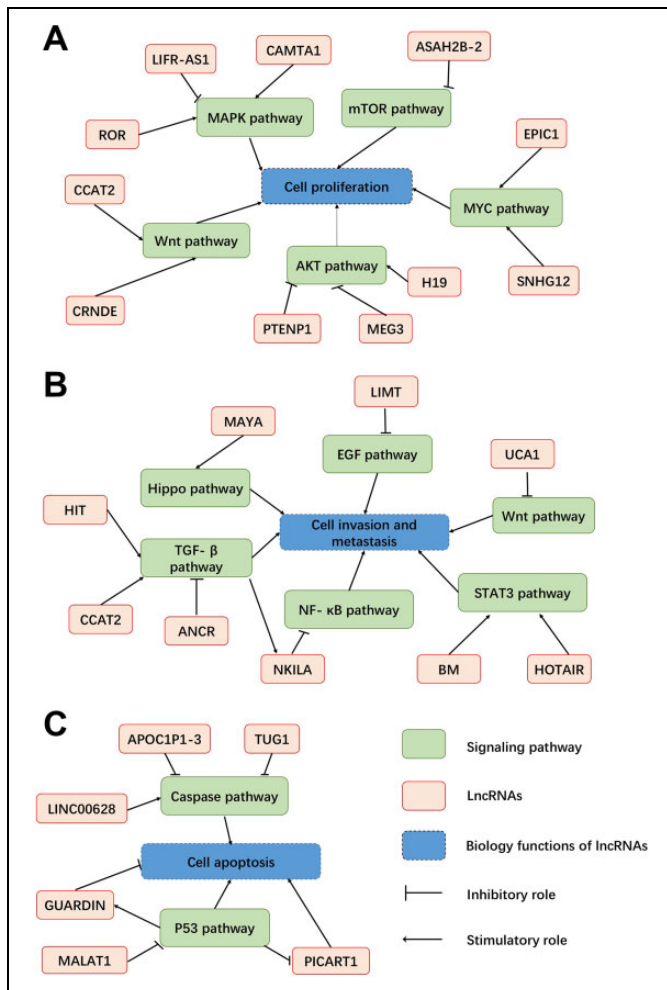 A
LIFR-AS1
CAMTA1
ASAH2B-2
ROR
MAPK pathway
mTOR pathway
EPIC1
CCAT2
Cell proliferation
MYC pathway
Wnt pathway
AKT pathway
H19
SNHG12
CRNDE
PTENP1
MEG3
B
LIMT
MAYA
EGF pathway
UCA1
Hippo pathway
HIT
Cell invasion and
metastasis
Wnt pathway
TGF- β
pathway
STAT3 pathway
NF- κB pathway
CCAT2
ANCR
NKILA
BM
HOTAIR
C
APOC1P1-3
TUG1
Caspase pathway
LINC00628
Cell apoptosis
GUARDIN
P53 pathway
MALAT1
PICART1
Signaling pathway
LncRNAs
Biology functions of lncRNAs
Inhibitory role
Stimulatory role